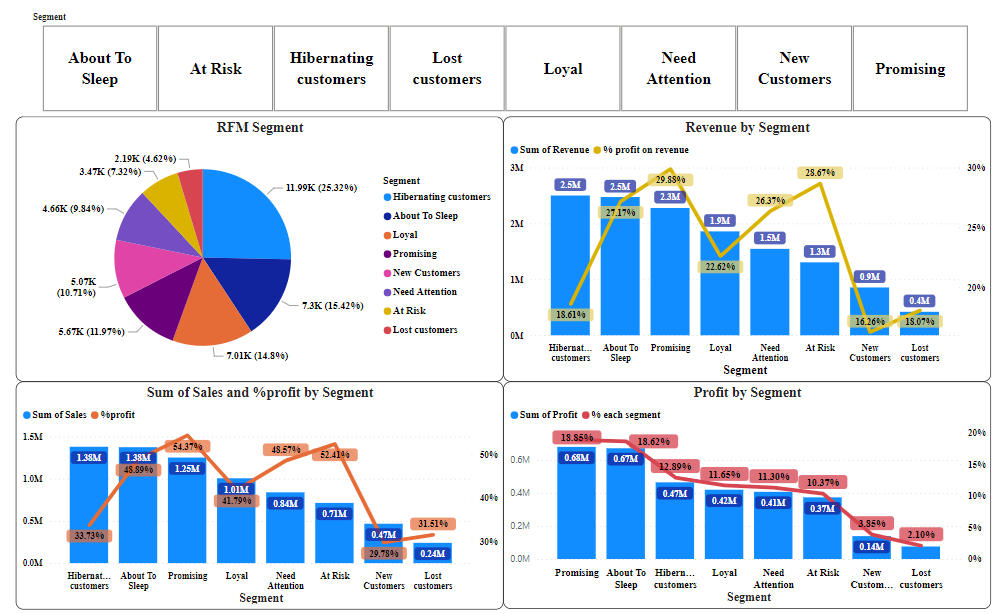 Segment
About To
Sleep
At Risk
Hibernating
customers
Lost
customers
Loyal
Need
Attention
New
Customers
Promising
RFM Segment
2.19K (4.62%)
3.47K (7.32%)
4.66K (9.84%)
5.07K
(10.71%)
5.67K (11.97%)
7.01K (14.8%)
7.3K (15.42%)
11.99K (25.32%)
Segment
Hibernating customers
About To Sleep
Loyal
Promising
New Customers
Need Attention
At Risk
Lost customers
Revenue by Segment
Sum of Revenue % profit on revenue
3M
2M
1M
0M
30%
25%
20%
2.5M
2.5M
2.3M
1.9M
1.5M
1.3M
0.9M
0.4M
18.61%
27.17%
29.88%
22.62%
26.37%
28.67%
16.26%
18.07%
Hibernat...
customers
About To
Sleep
Promising
Loyal
Need
Attention
At Risk
New
Customers
Lost
customers
Segment
Sum of Sales and %profit by Segment
Sum of Sales %profit
1.5M
1.0M
0.5M
0.0M
50%
40%
30%
1.38M
1.38M
1.25M
1.01M
0.84M
0.71M
0.47M
0.24M
33.73%
48.89%
54.37%
41.79%
48.57%
52.41%
29.78%
31.51%
Hibernat...
customers
About To
Sleep
Promising
Loyal
Need
Attention
At Risk
New
Customers
Lost
customers
Segment
Profit by Segment
Sum of Profit % each segment
0.6M
0.4M
0.2M
0.0M
20%
15%
10%
5%
0%
18.85%
18.62%
12.89%
11.65%
11.30%
10.37%
3.85%
2.10%
0.68M
0.67M
0.47M
0.42M
0.41M
0.37M
0.14M
Promising
About To
Sleep
Hibern...
customers
Loyal
Need
Attention
At Risk
New
Custom...
Lost
customers
Segment